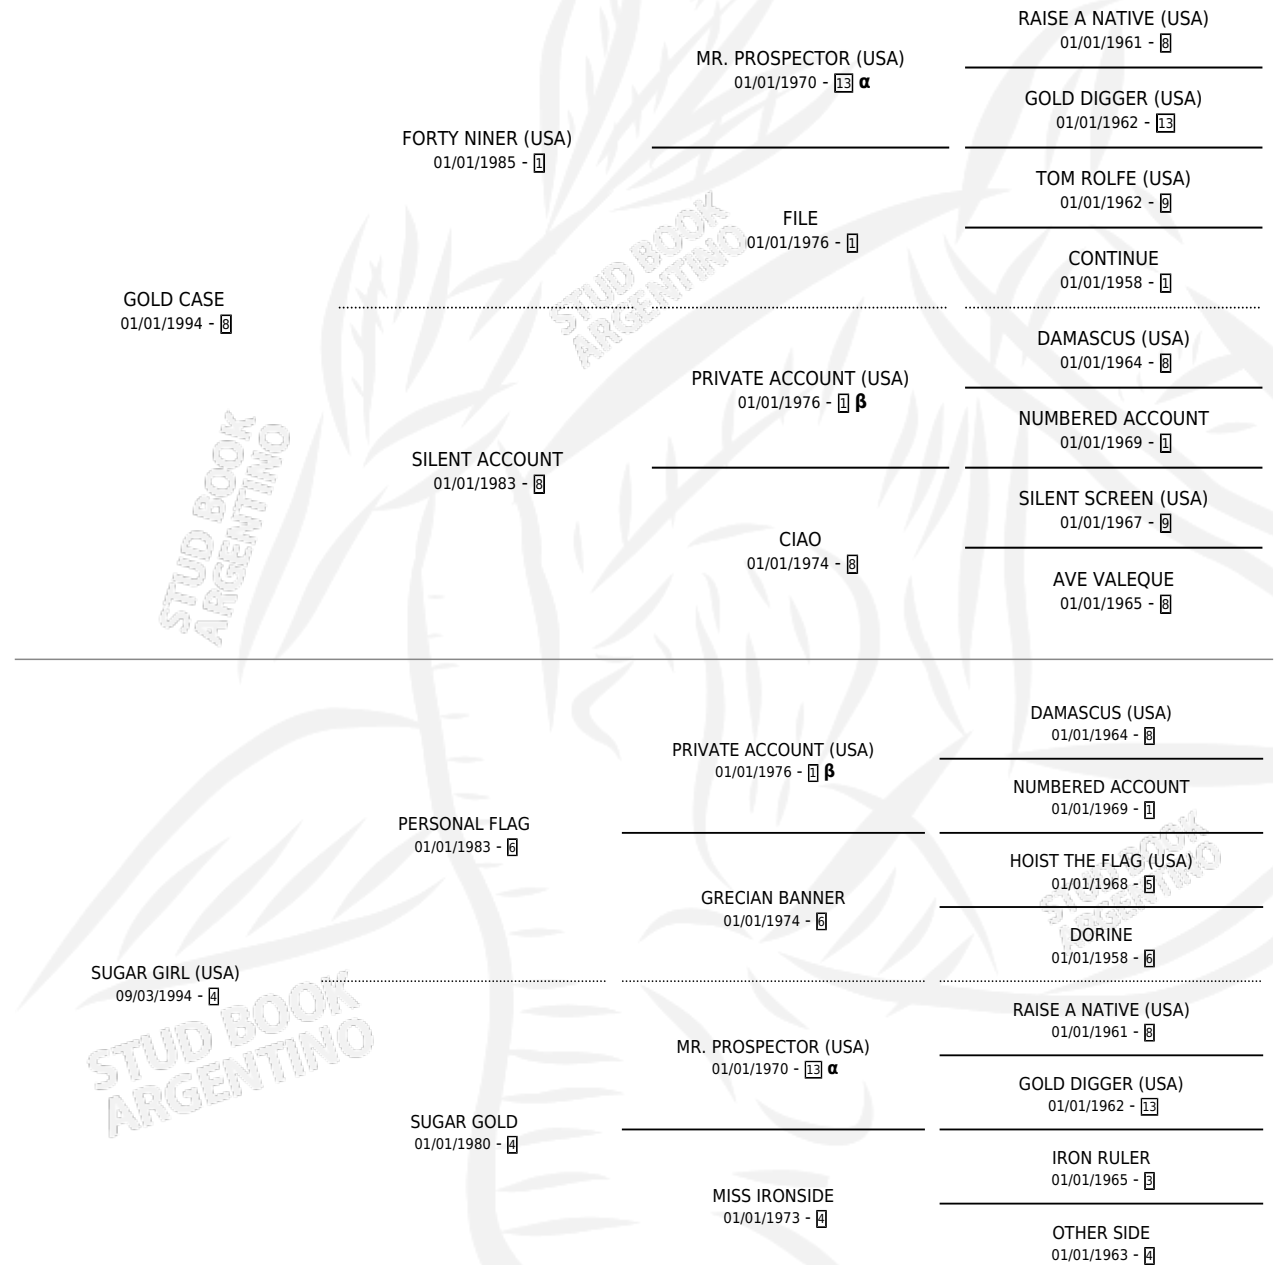 RAISE A NATIVE (USA)
01/01/1961 - 8
MR. PROSPECTOR (USA)
01/01/1970 - 13 α
GOLD DIGGER (USA)
01/01/1962 - 13
FORTY NINER (USA)
01/01/1985 - 1
TOM ROLFE (USA)
01/01/1962 - 9
FILE
01/01/1976 - 1
CONTINUE
01/01/1958 - 1
GOLD CASE
01/01/1994 - 8
DAMASCUS (USA)
01/01/1964 - 8
PRIVATE ACCOUNT (USA)
01/01/1976 - 1 β
NUMBERED ACCOUNT
01/01/1969 - 1
SILENT ACCOUNT
01/01/1983 - 8
SILENT SCREEN (USA)
01/01/1967 - 9
CIAO
01/01/1974 - 8
AVE VALEQUE
01/01/1965 - 8
DAMASCUS (USA)
01/01/1964 - 8
PRIVATE ACCOUNT (USA)
01/01/1976 - 1 β
NUMBERED ACCOUNT
01/01/1969 - 1
PERSONAL FLAG
01/01/1983 - 6
HOIST THE FLAG (USA)
01/01/1968 - 5
GRECIAN BANNER
01/01/1974 - 6
DORINE
01/01/1958 - 6
SUGAR GIRL (USA)
09/03/1994 - 4
RAISE A NATIVE (USA)
01/01/1961 - 8
MR. PROSPECTOR (USA)
01/01/1970 - 13 α
GOLD DIGGER (USA)
01/01/1962 - 13
SUGAR GOLD
01/01/1980 - 4
IRON RULER
01/01/1965 - 3
MISS IRONSIDE
01/01/1973 - 4
OTHER SIDE
01/01/1963 - 4
STUD BOOK
ARGENTINO
STUD BOOK
ARGENTINO
STUD BOOK
ARGENTINO
STUD BOOK
ARGENTINO